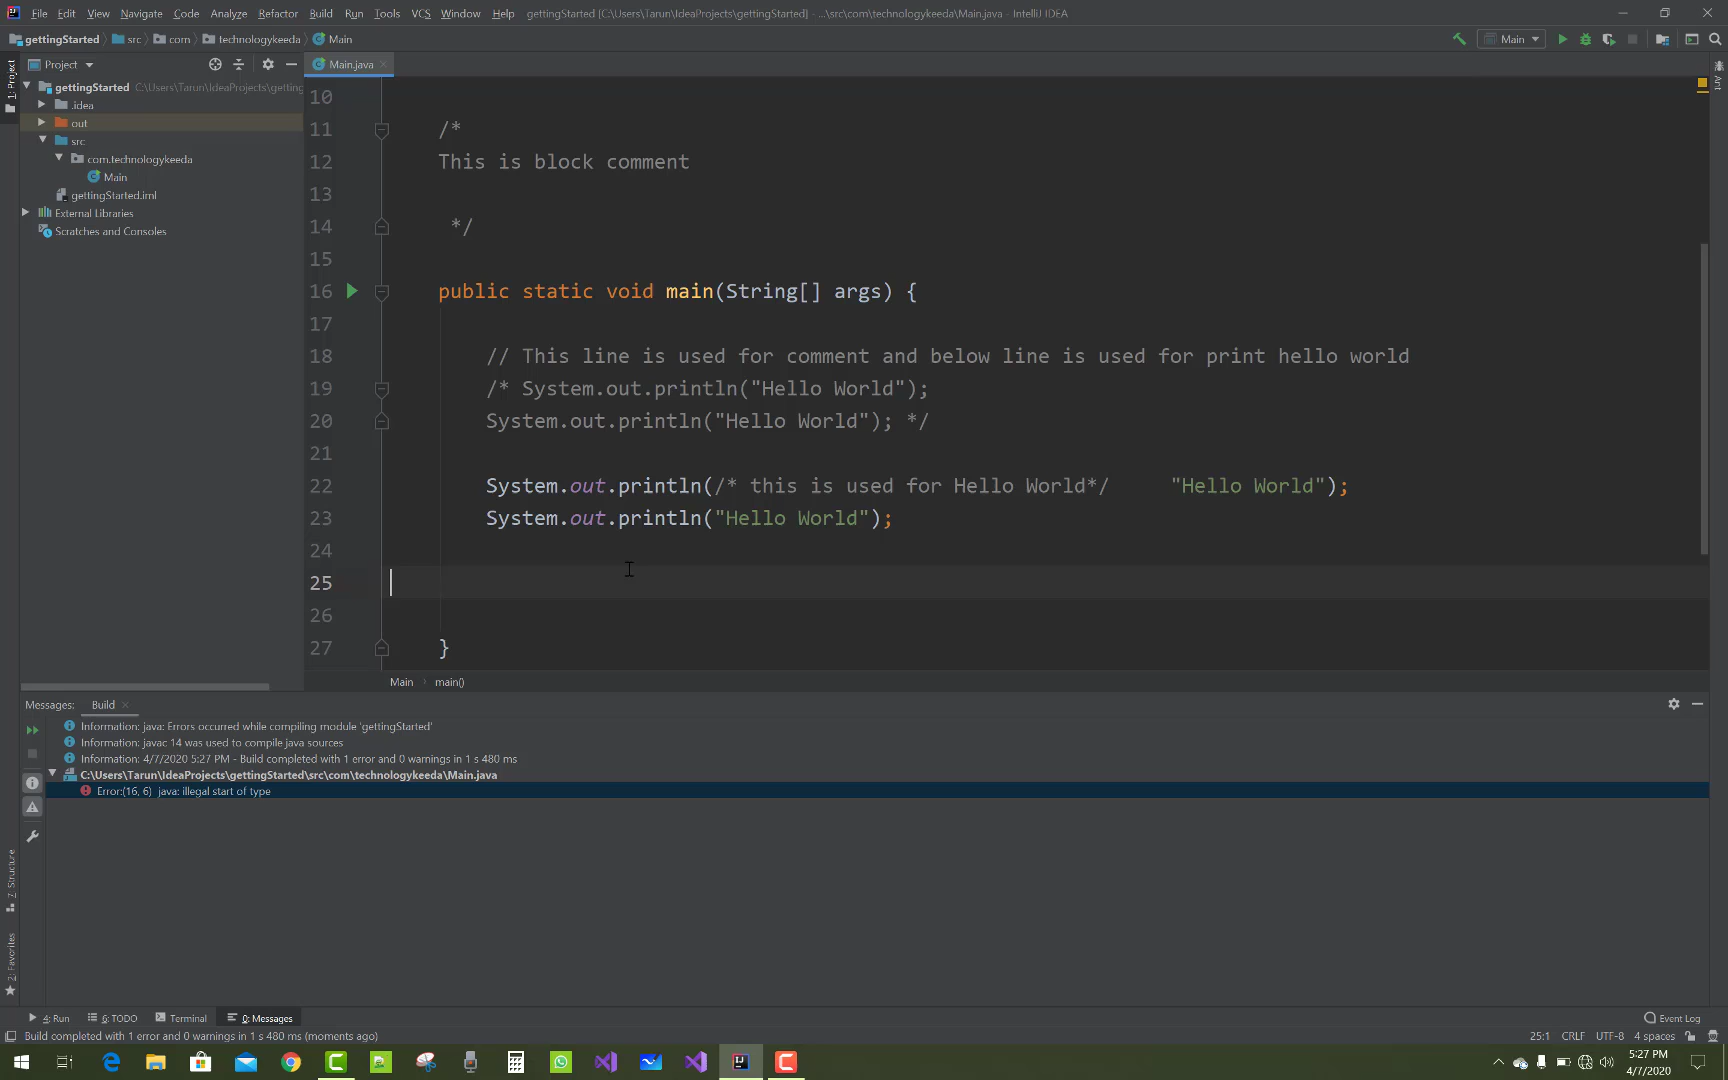 File Edit View Navigate Code Analyze Refactor Build Run Tools VCS Window Help gettingStarted [C:\Users\Tarun\IdeaProjects\gettingStarted] - ...\src\com\technologykeeda\Main.java - IntelliJ IDEA
gettingStarted src com technologykeeda Main
Main
Project
Main.java
1: Project
Ant
gettingStarted C:\Users\Tarun\IdeaProjects\getting
.idea
out
src
com.technologykeeda
Main
gettingStarted.iml
External Libraries
Scratches and Consoles
10
11 /*
12 This is block comment
13
14 */
15
16 public static void main(String[] args) {
17
18 // This line is used for comment and below line is used for print hello world
19 /* System.out.println("Hello World");
20 System.out.println("Hello World"); */
21
22 System.out.println(/* this is used for Hello World*/ "Hello World");
23 System.out.println("Hello World");
24
25
26
27 }
Main main()
Messages: Build
Information: java: Errors occurred while compiling module 'gettingStarted'
Information: javac 14 was used to compile java sources
Information: 4/7/2020 5:27 PM - Build completed with 1 error and 0 warnings in 1 s 480 ms
C:\Users\Tarun\IdeaProjects\gettingStarted\src\com\technologykeeda\Main.java
Error:(16, 6) java: illegal start of type
7: Structure
2: Favorites
4: Run 6: TODO Terminal 0: Messages Event Log
Build completed with 1 error and 0 warnings in 1 s 480 ms (moments ago) 25:1 CRLF UTF-8 4 spaces
5:27 PM
4/7/2020